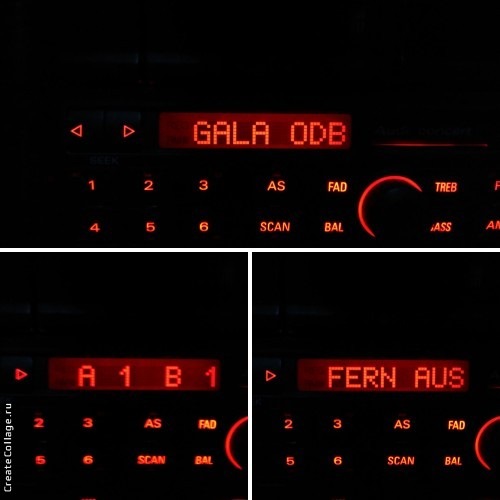 GALA ODB
SEEK
1 2 3 AS FAD TREB
4 5 6 SCAN BAL
A 1 B 1
2 3 AS FAD
5 6 SCAN BAL
FERN AUS
2 3 AS FAD
5 6 SCAN BAL
CreateCollage.ru